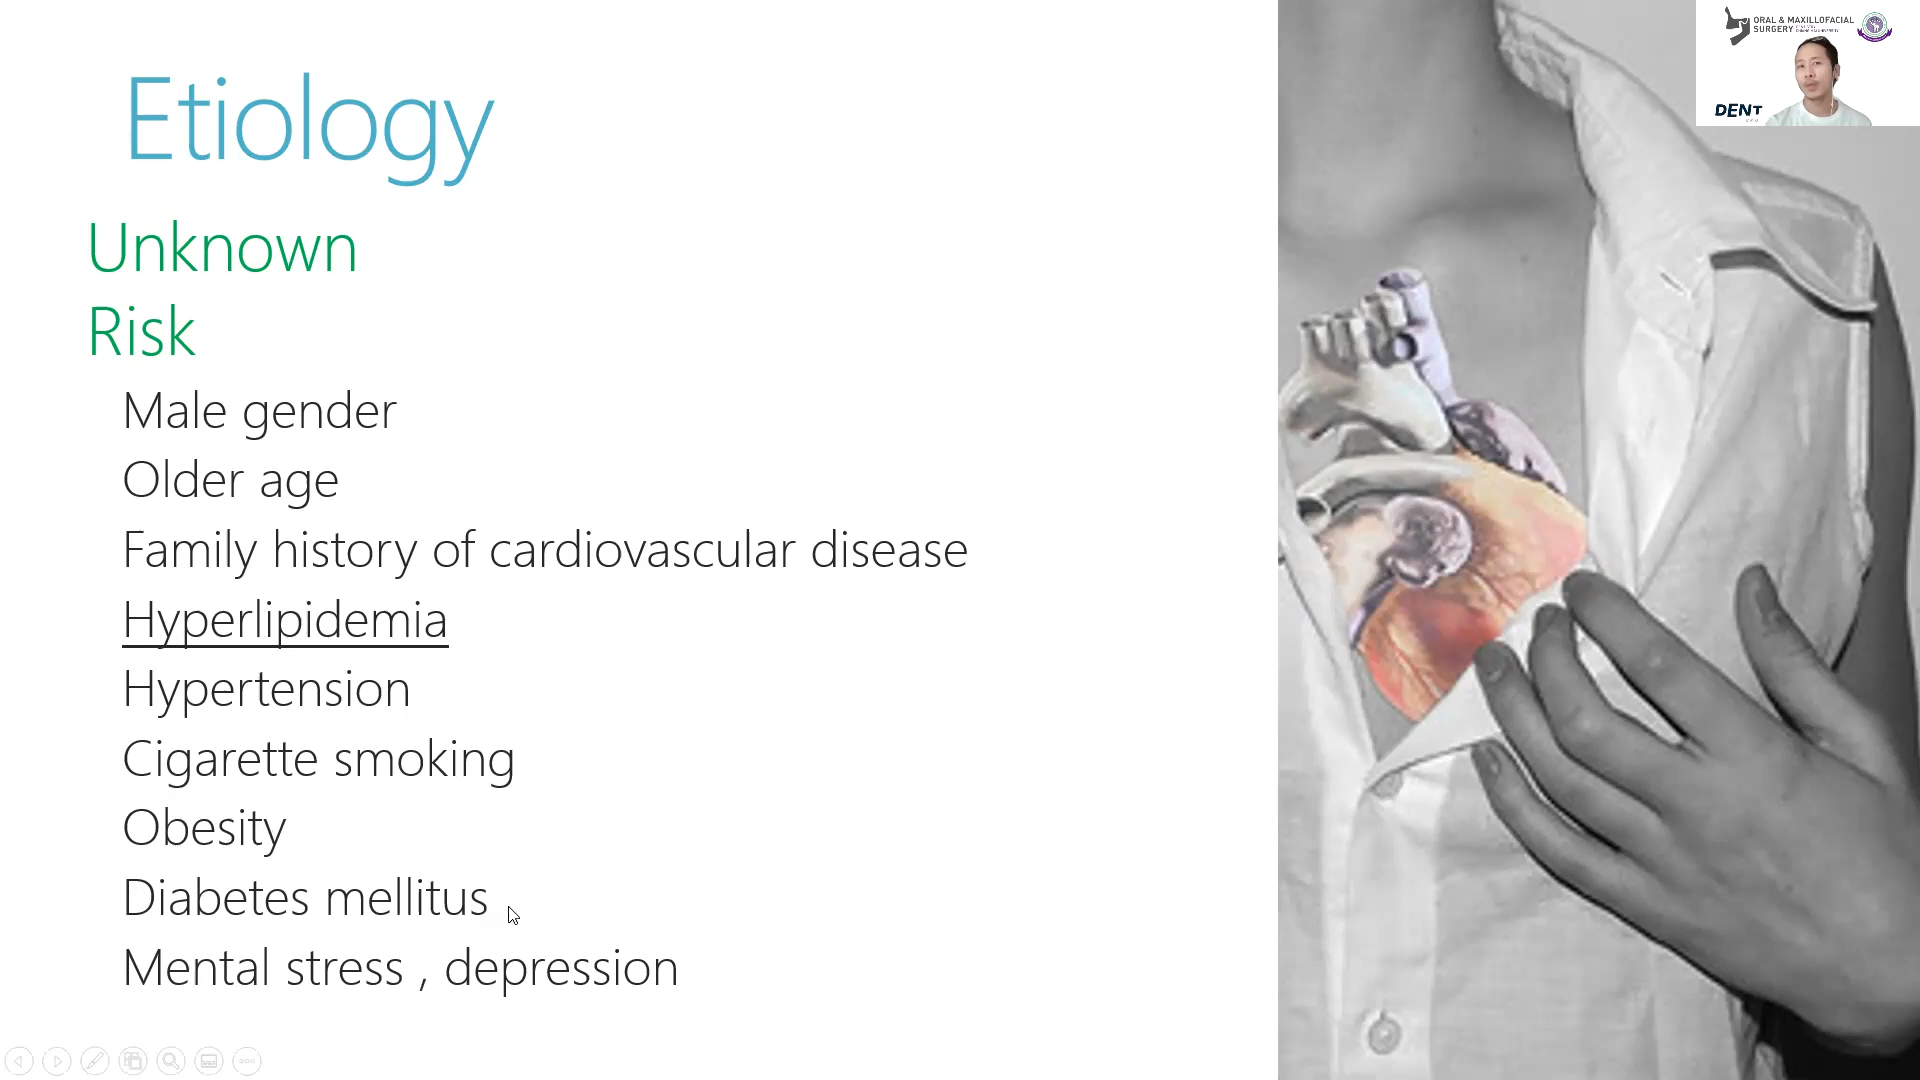 Etiology
Unknown
Risk
Male gender
Older age
Family history of cardiovascular disease
Hyperlipidemia
Hypertension
Cigarette smoking
Obesity
Diabetes mellitus
Mental stress , depression
ORAL & MAXILLOFACIAL
SURGERY
DENT